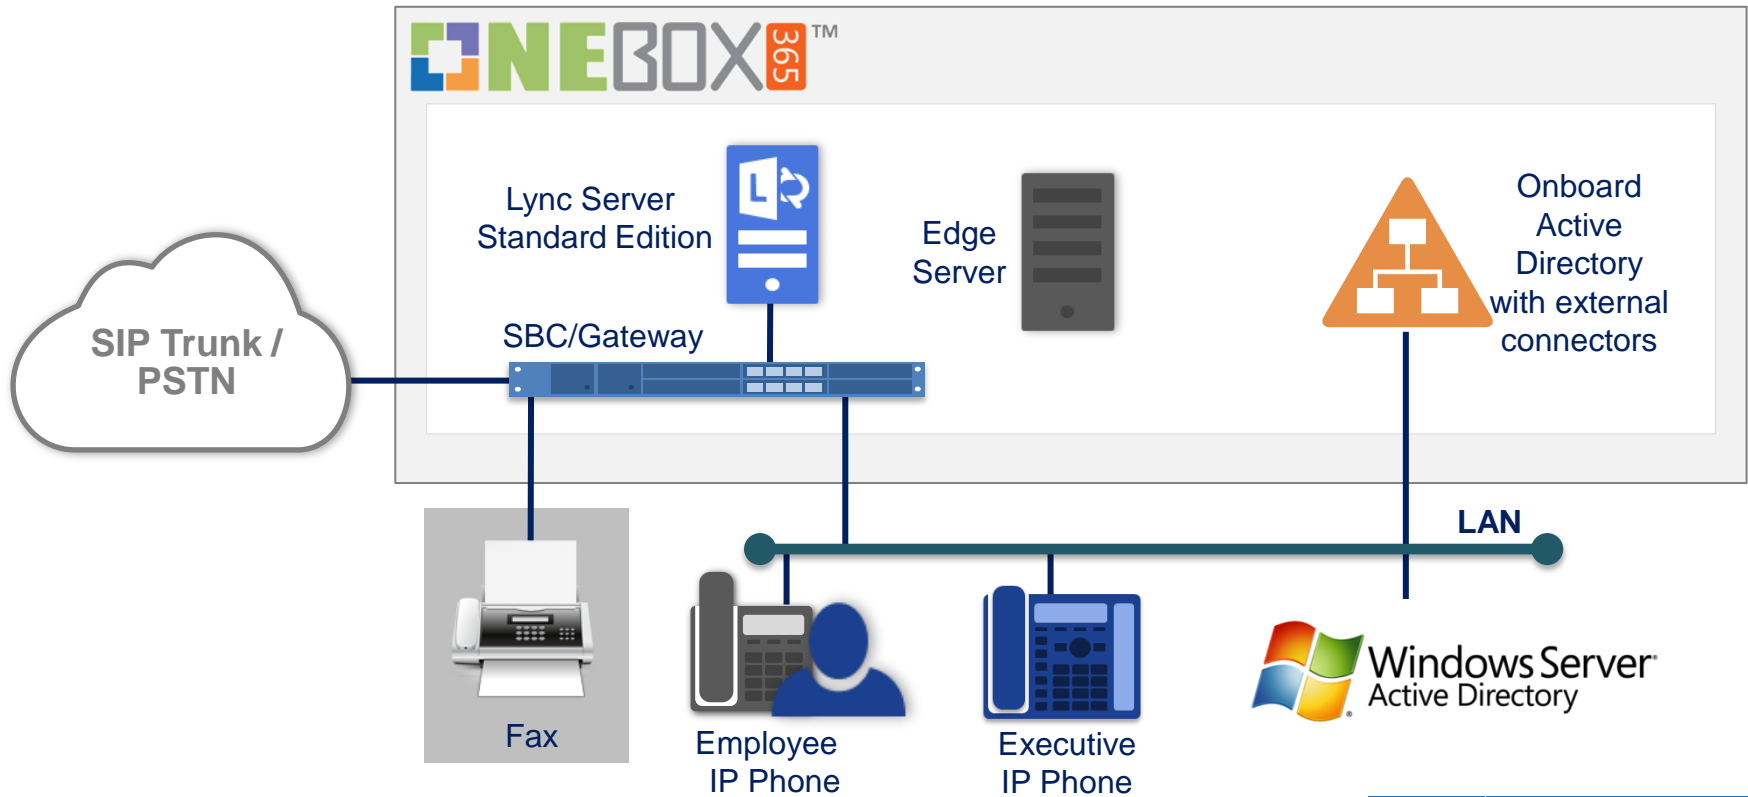 ONEBOX 365 ™
Lync Server
Standard Edition
Edge
Server
Onboard
Active
Directory
with external
connectors
SBC/Gateway
SIP Trunk /
PSTN
LAN
Fax
Employee
IP Phone
Executive
IP Phone
Windows Server
Active Directory